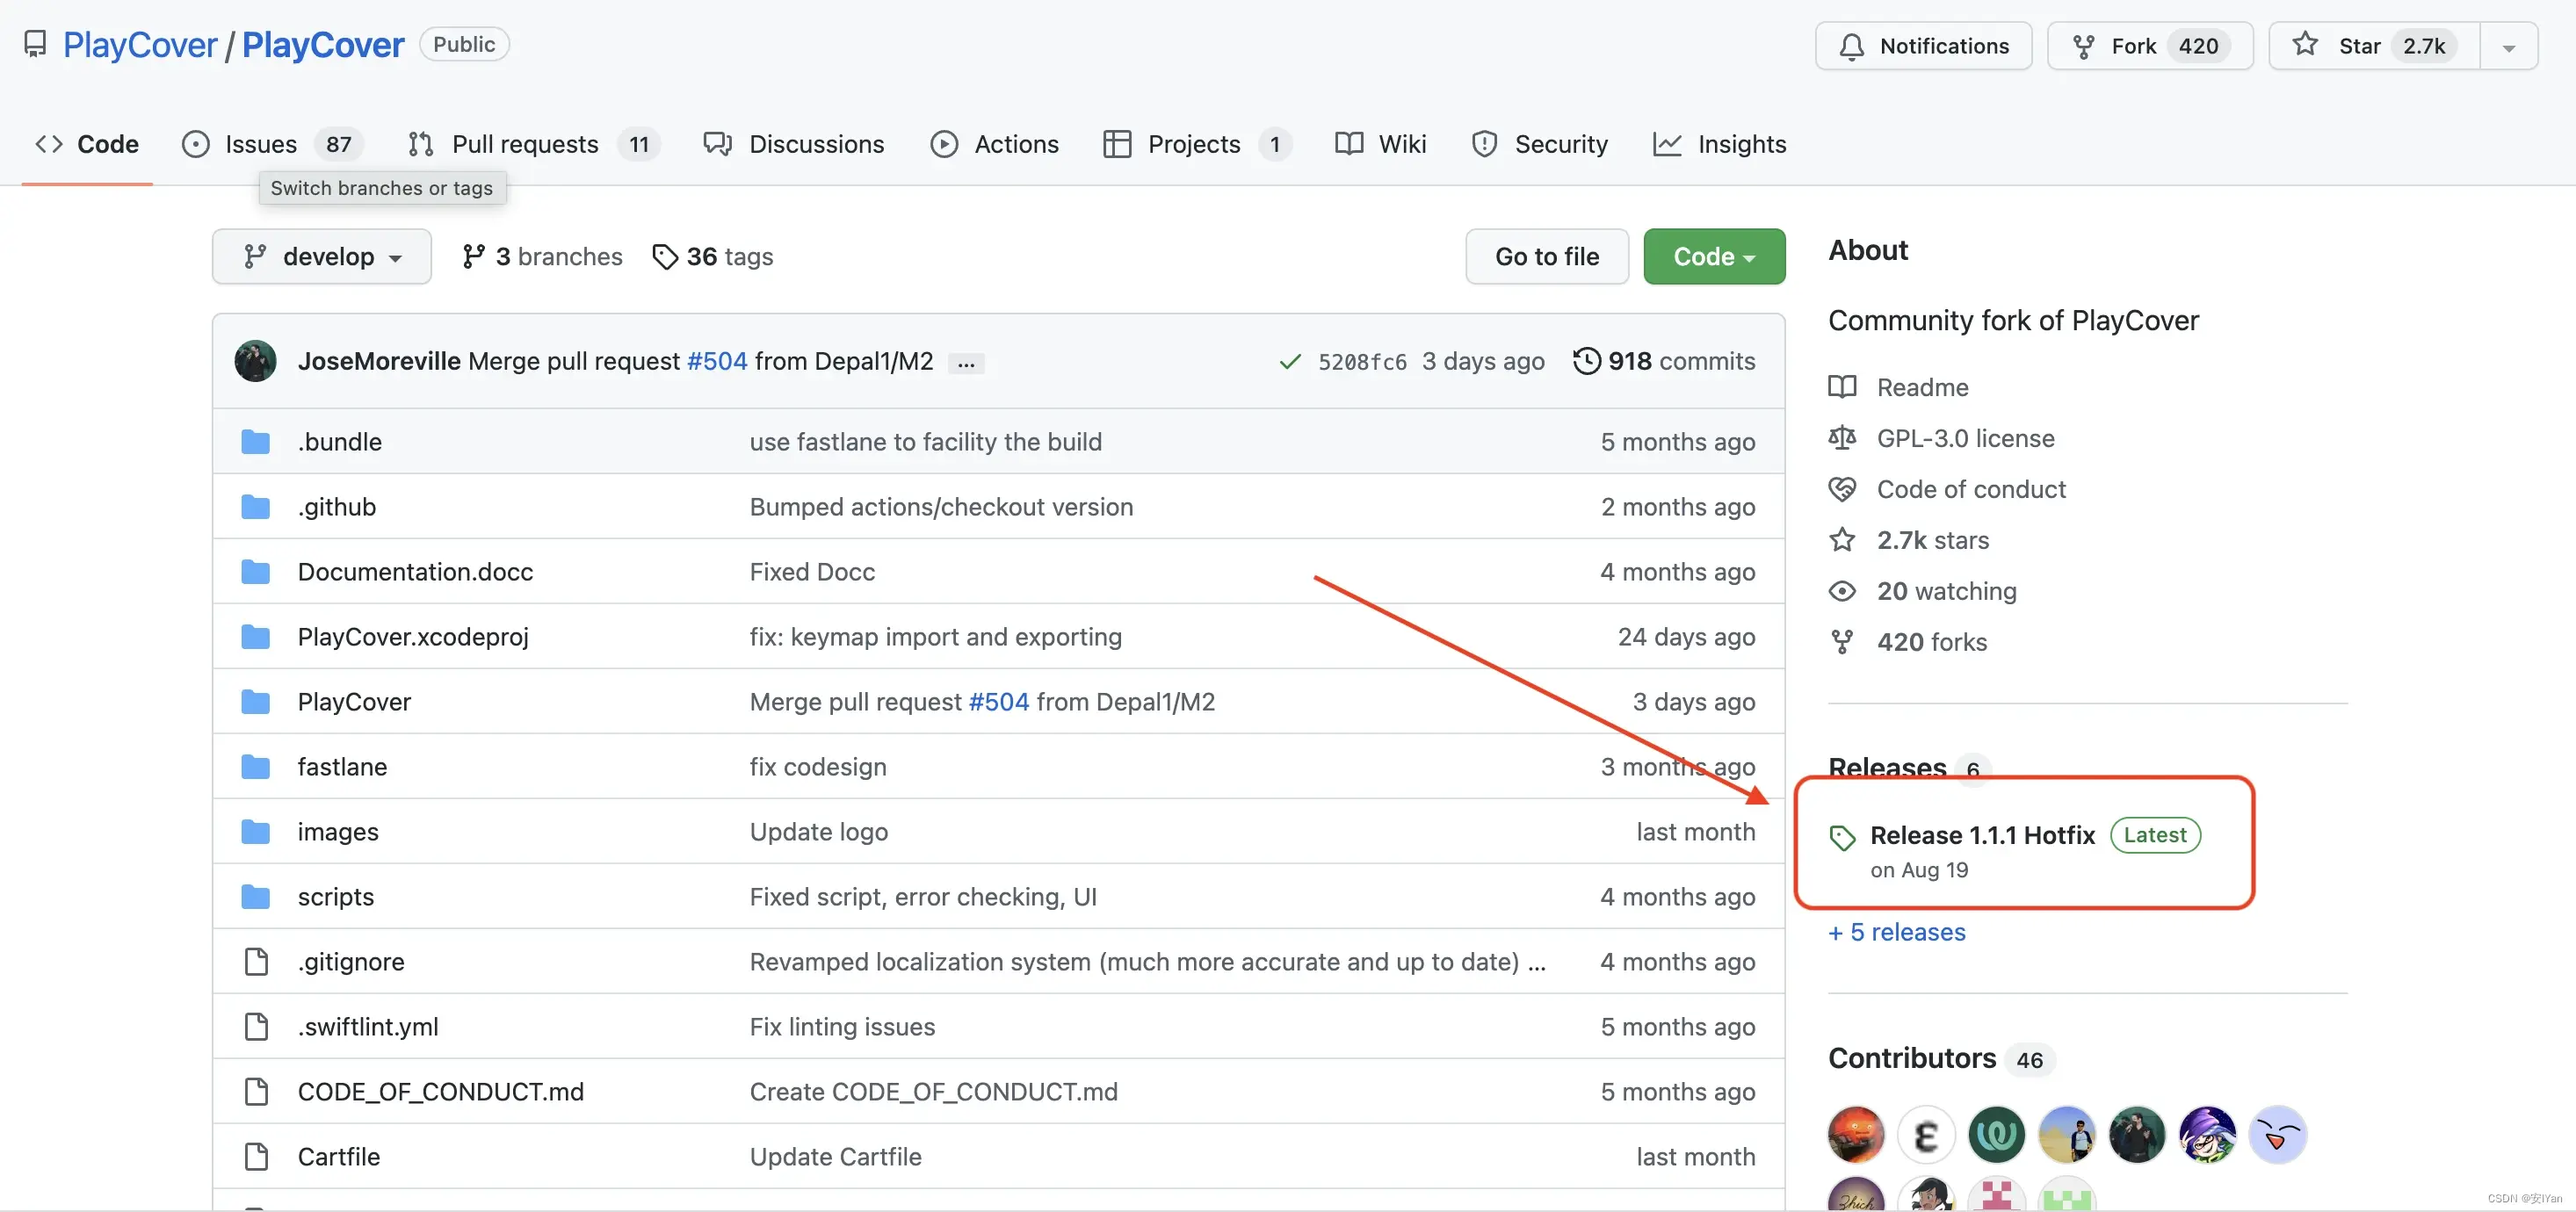 PlayCover / PlayCover Public
Notifications Fork 420 Star 2.7k
Code Issues 87 Pull requests 11 Discussions Actions Projects 1 Wiki Security Insights
Switch branches or tags
develop 3 branches 36 tags Go to file Code
JoseMoreville Merge pull request #504 from Depal1/M2 ... 5208fc6 3 days ago 918 commits
.bundle use fastlane to facility the build 5 months ago
.github Bumped actions/checkout version 2 months ago
Documentation.docc Fixed Docc 4 months ago
PlayCover.xcodeproj fix: keymap import and exporting 24 days ago
PlayCover Merge pull request #504 from Depal1/M2 3 days ago
fastlane fix codesign 3 months ago
images Update logo last month
scripts Fixed script, error checking, UI 4 months ago
.gitignore Revamped localization system (much more accurate and up to date) ... 4 months ago
.swiftlint.yml Fix linting issues 5 months ago
CODE_OF_CONDUCT.md Create CODE_OF_CONDUCT.md 5 months ago
Cartfile Update Cartfile last month
About
Community fork of PlayCover
Readme
GPL-3.0 license
Code of conduct
2.7k stars
20 watching
420 forks
Releases 6
Release 1.1.1 Hotfix Latest
on Aug 19
+ 5 releases
Contributors 46
ε
Zhich
CSDN @安iYan